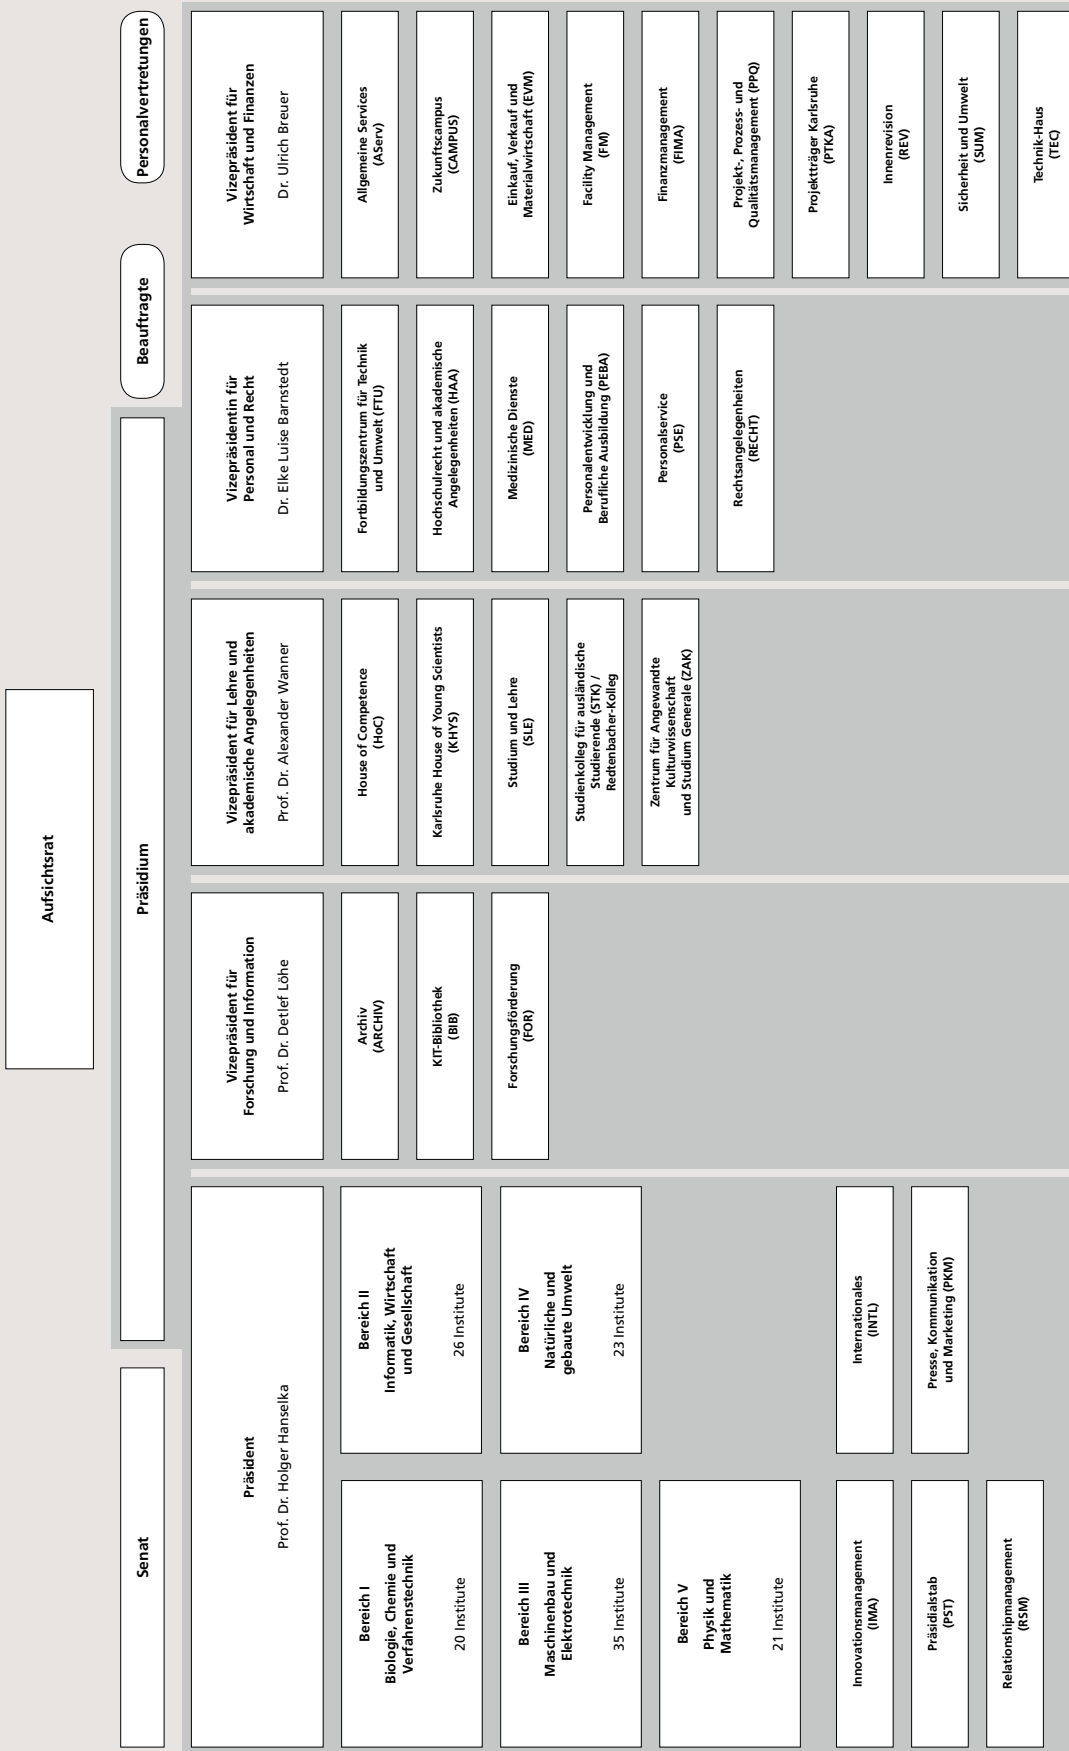 Aufsichtsrat
Senat
Präsidium
Beauftragte
Personalvertretungen
Präsident
Prof. Dr. Holger Hanselka
Bereich I
Biologie, Chemie und
Verfahrenstechnik
20 Institute
Bereich II
Informatik, Wirtschaft
und Gesellschaft
26 Institute
Bereich III
Maschinenbau und
Elektrotechnik
35 Institute
Bereich IV
Natürliche und
gebaute Umwelt
23 Institute
Bereich V
Physik und
Mathematik
21 Institute
Innovationsmanagement
(IMA)
Internationales
(INTL)
Präsidialstab
(PST)
Presse, Kommunikation
und Marketing (PKM)
Relationshipmanagement
(RSM)
Vizepräsident für
Forschung und Information
Prof. Dr. Detlef Löhe
Archiv
(ARCHIV)
KIT-Bibliothek
(BIB)
Forschungsförderung
(FOR)
Vizepräsident für Lehre und
akademische Angelegenheiten
Prof. Dr. Alexander Wanner
House of Competence
(HoC)
Karlsruhe House of Young Scientists
(KHYS)
Studium und Lehre
(SLE)
Studienkolleg für ausländische
Studierende (STK) /
Redtenbacher-Kolleg
Zentrum für Angewandte
Kulturwissenschaft
und Studium Generale (ZAK)
Vizepräsidentin für
Personal und Recht
Dr. Elke Luise Barnstedt
Fortbildungszentrum für Technik
und Umwelt (FTU)
Hochschulrecht und akademische
Angelegenheiten (HAA)
Medizinische Dienste
(MED)
Personalentwicklung und
Berufliche Ausbildung (PEBA)
Personalservice
(PSE)
Rechtsangelegenheiten
(RECHT)
Vizepräsident für
Wirtschaft und Finanzen
Dr. Ulrich Breuer
Allgemeine Services
(AServ)
Zukunftscampus
(CAMPUS)
Einkauf, Verkauf und
Materialwirtschaft (EVM)
Facility Management
(FM)
Finanzmanagement
(FIMA)
Projekt-, Prozess- und
Qualitätsmanagement (PPQ)
Projektträger Karlsruhe
(PTKA)
Innenrevision
(REV)
Sicherheit und Umwelt
(SUM)
Technik-Haus
(TEC)